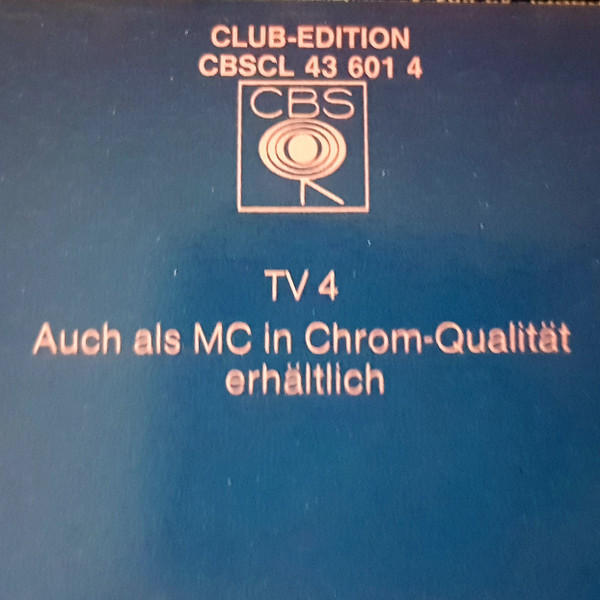 CLUB-EDITION
CBSCL 43 601 4
CBS
TV 4
Auch als MC in Chrom-Qualität
erhältlich